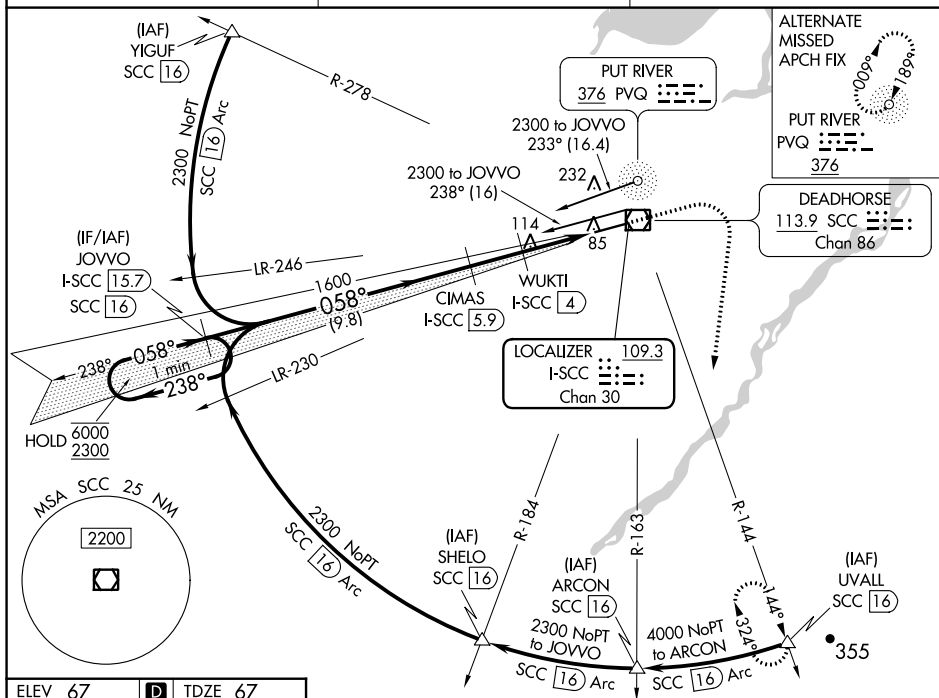 (IAF)
YIGUF
SCC 16
R-278
2300 NoPT
SCC 16 Arc
PUT RIVER
376 PVQ
2300 to JOVVO
233° (16.4)
2300 to JOVVO
238° (16)
232
114
85
ALTERNATE
MISSED
APCH FIX
009°
189°
PUT RIVER
PVQ
376
DEADHORSE
113.9 SCC
Chan 86
(IF/IAF)
JOVVO
I-SCC 15.7
SCC 16
LR-246
1600
058°
(9.8)
CIMAS
I-SCC 5.9
WUKTI
I-SCC 4
238°
058°
1 min
238°
LR-230
HOLD 6000
2300
LOCALIZER 109.3
I-SCC
Chan 30
MSA SCC 25 NM
2200
2300 NoPT
SCC 16 Arc
R-184
R-163
R-144
(IAF)
SHELO
SCC 16
(IAF)
ARCON
SCC 16
(IAF)
UVALL
SCC 16
144°
324°
355
2300 NoPT
to JOVVO
SCC 16 Arc
4000 NoPT
to ARCON
SCC 16 Arc
ELEV 67
D
TDZE 67